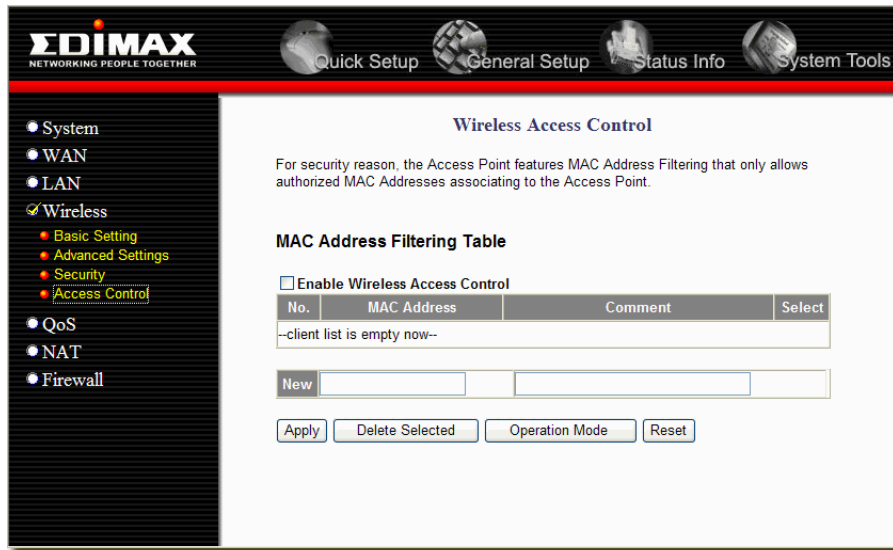 EDIMAX
NETWORKING PEOPLE TOGETHER
Quick Setup
General Setup
Status Info
System Tools
System
WAN
LAN
Wireless
Basic Setting
Advanced Settings
Security
Access Control
QoS
NAT
Firewall
Wireless Access Control
For security reason, the Access Point features MAC Address Filtering that only allows
authorized MAC Addresses associating to the Access Point.
MAC Address Filtering Table
Enable Wireless Access Control
No. MAC Address Comment Select
--client list is empty now--
New
Apply Delete Selected Operation Mode Reset